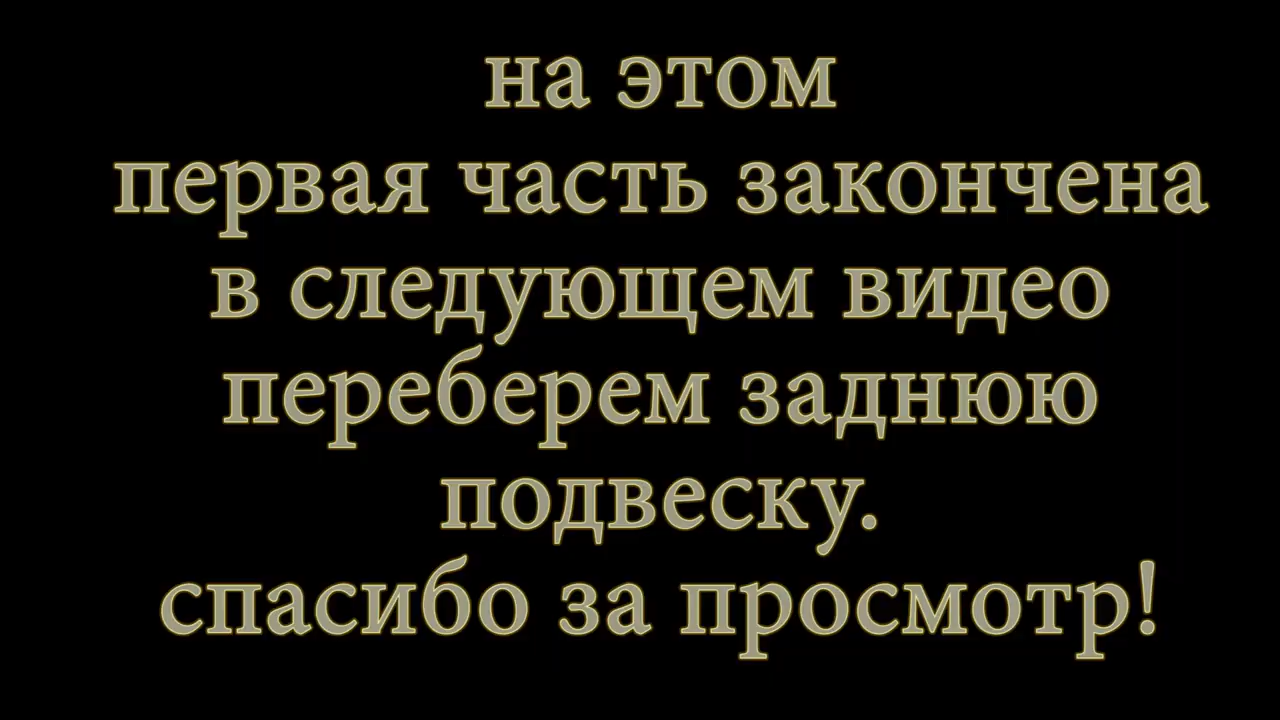 на этом
первая часть закончена
в следующем видео
переберем заднюю
подвеску.
спасибо за просмотр!